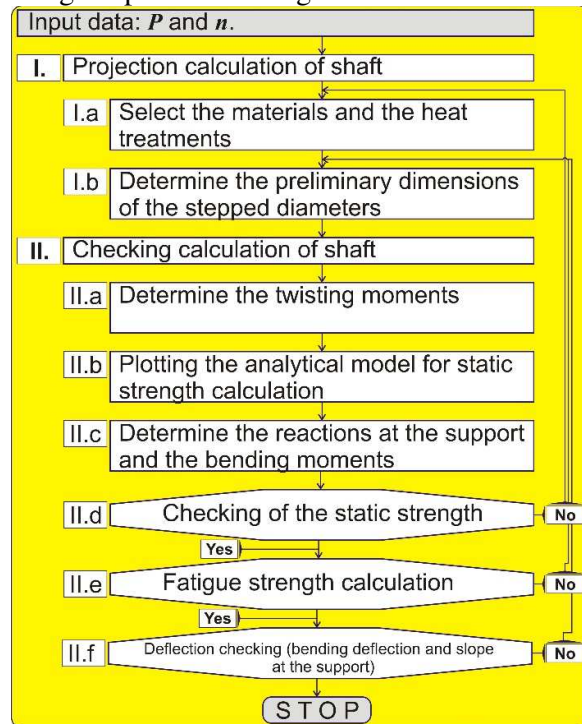 Input data: P and n.
I. Projection calculation of shaft
I.a Select the materials and the heat
treatments
I.b Determine the preliminary dimensions
of the stepped diameters
II. Checking calculation of shaft
II.a Determine the twisting moments
II.b Plotting the analytical model for static
strength calculation
II.c Determine the reactions at the support
and the bending moments
II.d Checking of the static strength No
Yes
II.e Fatigue strength calculation No
Yes
II.f Deflection checking (bending deflection and slope
at the support) No
S T O P